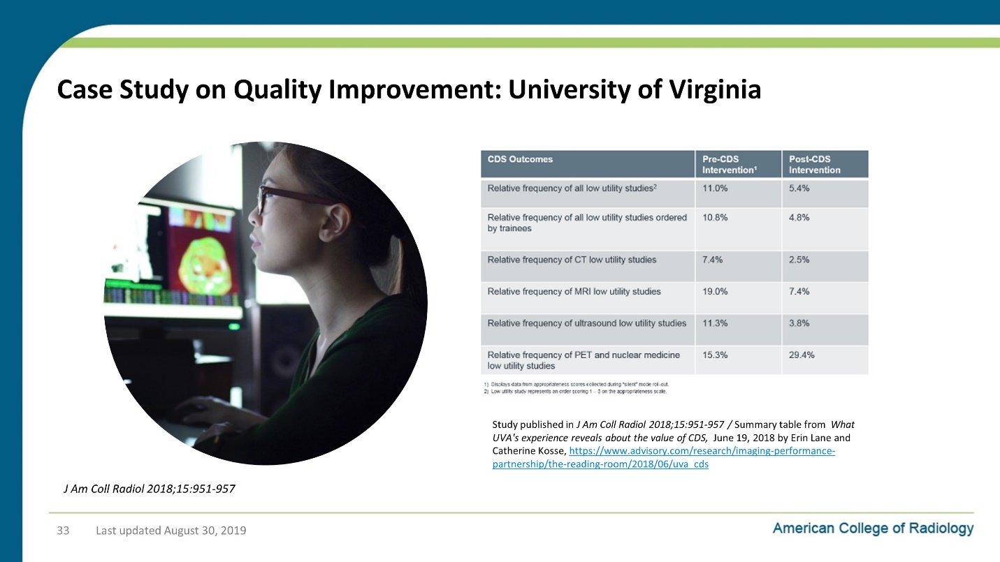 Case Study on Quality Improvement: University of Virginia
CDS Outcomes
Pre-CDS
Intervention¹
Post-CDS
Intervention
Relative frequency of all low utility studies²
11.0%
5.4%
Relative frequency of all low utility studies ordered
by trainees
10.8%
4.8%
Relative frequency of CT low utility studies
7.4%
2.5%
Relative frequency of MRI low utility studies
19.0%
7.4%
Relative frequency of ultrasound low utility studies
11.3%
3.8%
Relative frequency of PET and nuclear medicine
low utility studies
15.3%
29.4%
1) Displays data from appropriateness scores collected during "silent" mode roll-out.
2) Low utility study represents an order scoring 1 – 3 on the appropriateness scale.
Study published in J Am Coll Radiol 2018;15:951-957 / Summary table from What
UVA's experience reveals about the value of CDS, June 19, 2018 by Erin Lane and
Catherine Kosse, https://www.advisory.com/research/imaging-performance-
partnership/the-reading-room/2018/06/uva_cds
J Am Coll Radiol 2018;15:951-957
33 Last updated August 30, 2019
American College of Radiology